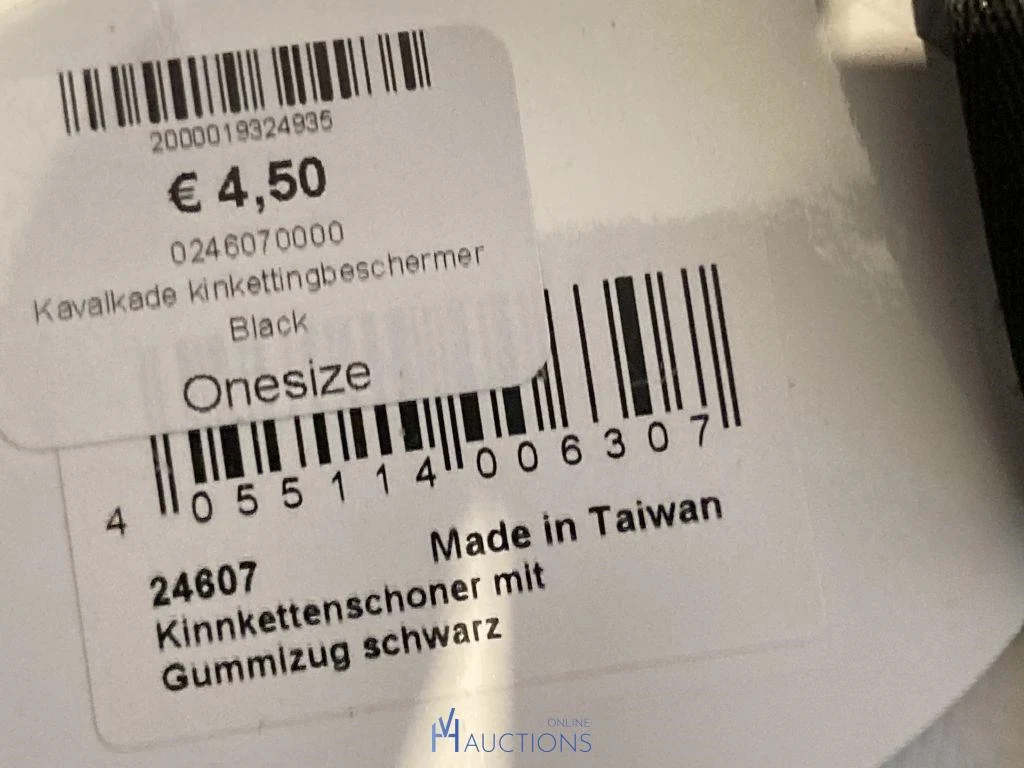 2000019324935
€ 4,50
0246070000
Kavalkade kinkettingbeschermer
Black
Onesize
4 055114 006307
Made in Taiwan
24607
Kinnkettenschoner mit
Gummizug schwarz
VH ONLINE
AUCTIONS